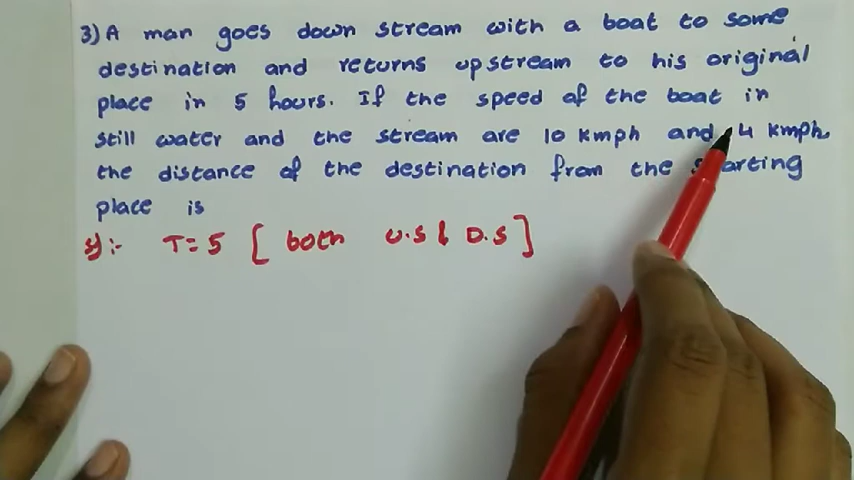 3) A man goes down stream with a boat to some
destination and returns upstream to his original
place in 5 hours. If the speed of the boat in
still water and the stream are 10 kmph and 4 kmph,
the distance of the destination from the starting
place is
T= 5 [ both U.S & D.S ]